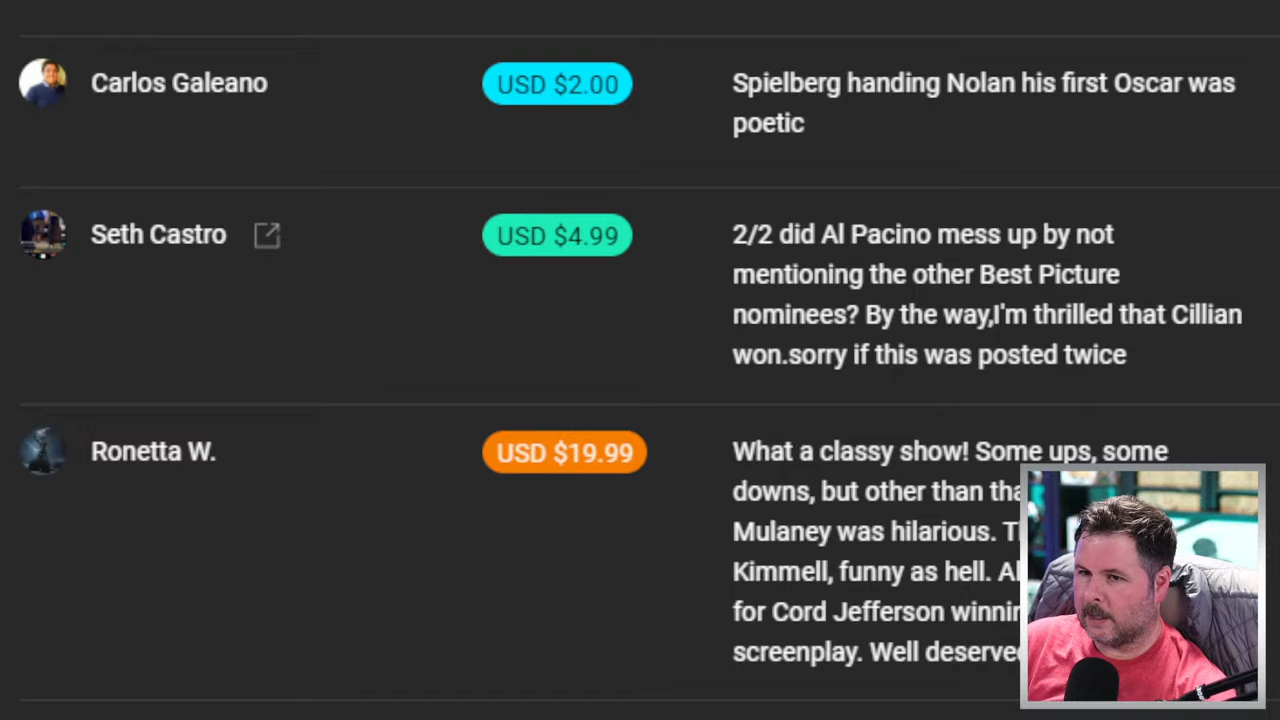 Carlos Galeano
USD $2.00
Spielberg handing Nolan his first Oscar was
poetic
Seth Castro
USD $4.99
2/2 did Al Pacino mess up by not
mentioning the other Best Picture
nominees? By the way,I'm thrilled that Cillian
won.sorry if this was posted twice
Ronetta W.
USD $19.99
What a classy show! Some ups, some
downs, but other than
Mulaney was hilarious.
Kimmell, funny as hell.
for Cord Jefferson
screenplay. Well